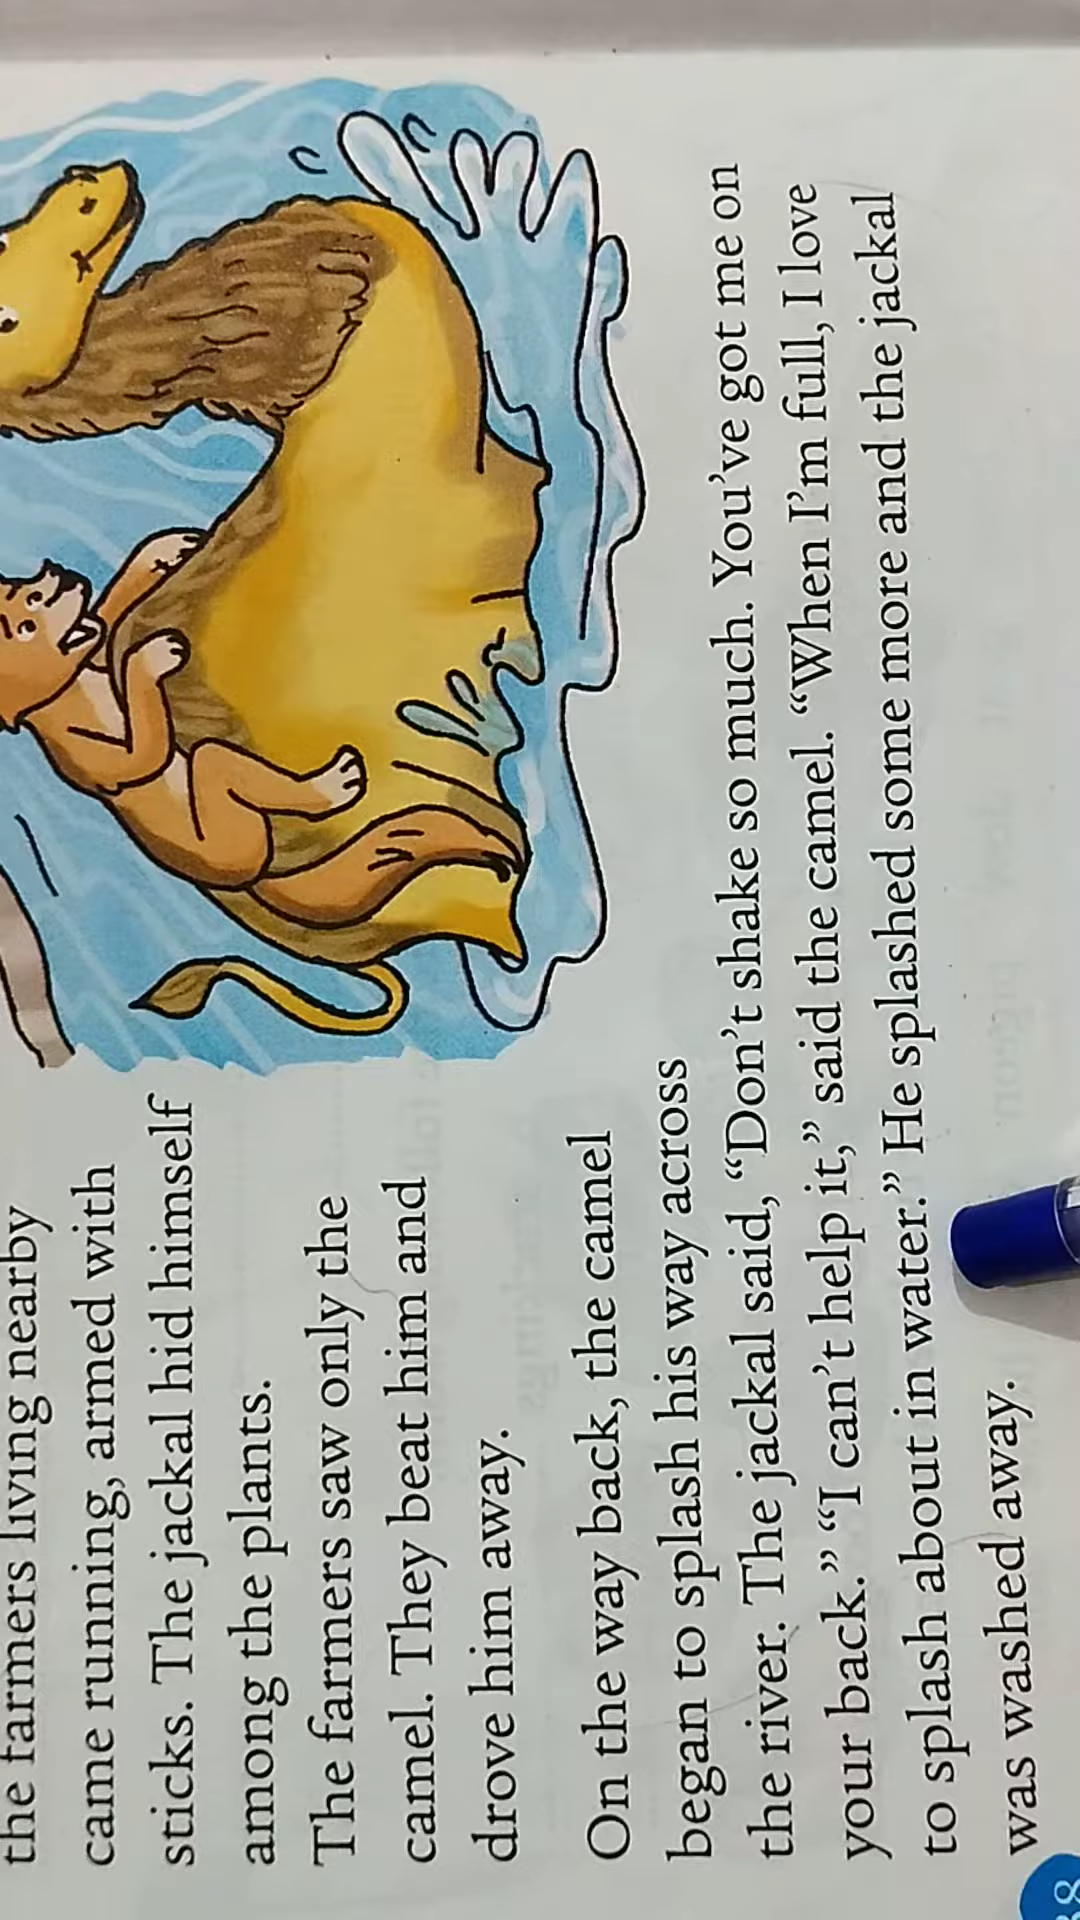 the farmers living nearby
came running, armed with
sticks. The jackal hid himself
among the plants.
The farmers saw only the
camel. They beat him and
drove him away.
On the way back, the camel
began to splash his way across
the river. The jackal said, “Don’t shake so much. You’ve got me on
your back.” “I can’t help it,” said the camel. “When I’m full, I love
to splash about in water.” He splashed some more and the jackal
was washed away.